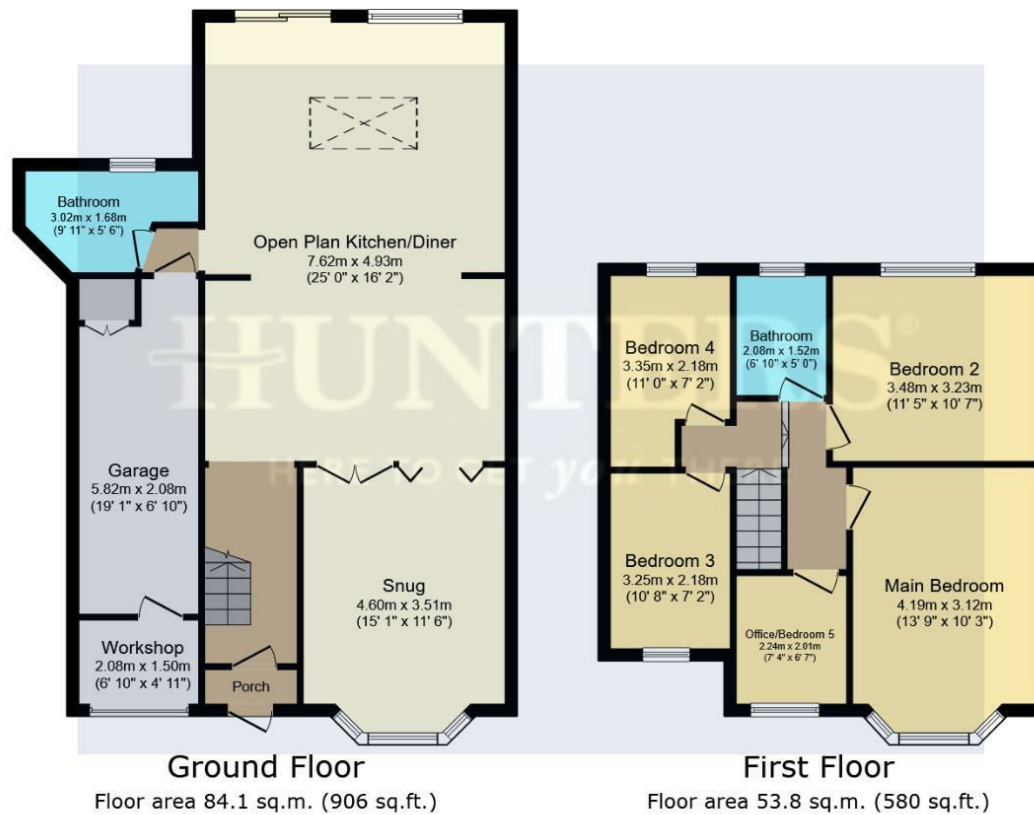 Bathroom
3.02m x 1.68m
(9' 11" x 5' 6")
Open Plan Kitchen/Diner
7.62m x 4.93m
(25' 0" x 16' 2")
Garage
5.82m x 2.08m
(19' 1" x 6' 10")
Snug
4.60m x 3.51m
(15' 1" x 11' 6")
Workshop
2.08m x 1.50m
(6' 10" x 4' 11")
Porch
Ground Floor
Floor area 84.1 sq.m. (906 sq.ft.)
Bedroom 4
3.35m x 2.18m
(11' 0" x 7' 2")
Bathroom
2.08m x 1.52m
(6' 10" x 5' 0")
Bedroom 2
3.48m x 3.23m
(11' 5" x 10' 7")
Bedroom 3
3.25m x 2.18m
(10' 8" x 7' 2")
Office/Bedroom 5
2.24m x 2.01m
(7' 4" x 6' 7")
Main Bedroom
4.19m x 3.12m
(13' 9" x 10' 3")
First Floor
Floor area 53.8 sq.m. (580 sq.ft.)
HUNTERS®
HERE TO GET you THERE